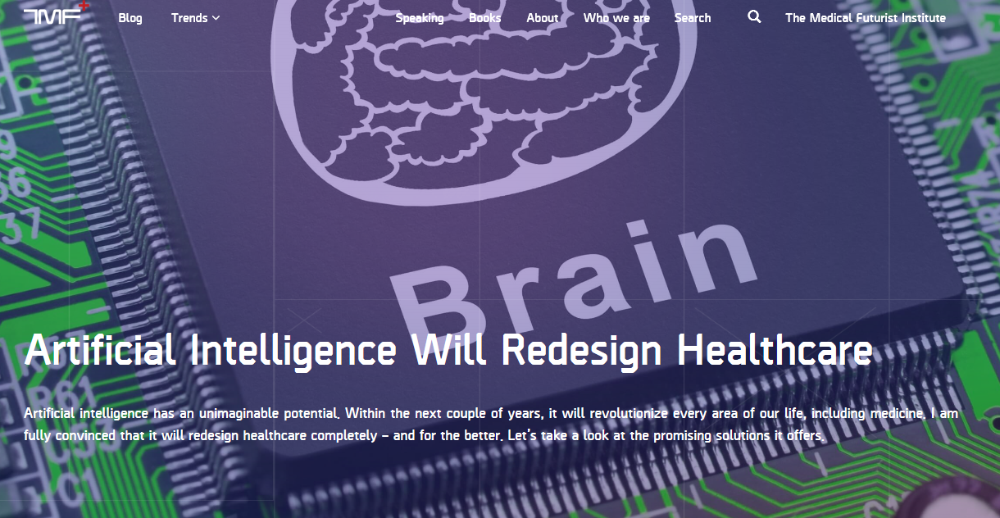 TMF+
Blog
Trends
Speaking
Books
About
Who we are
Search
The Medical Futurist Institute
Brain
Artificial Intelligence Will Redesign Healthcare
Artificial intelligence has an unimaginable potential. Within the next couple of years, it will revolutionize every area of our life, including medicine. I am
fully convinced that it will redesign healthcare completely – and for the better. Let's take a look at the promising solutions it offers.
37
R61
C1